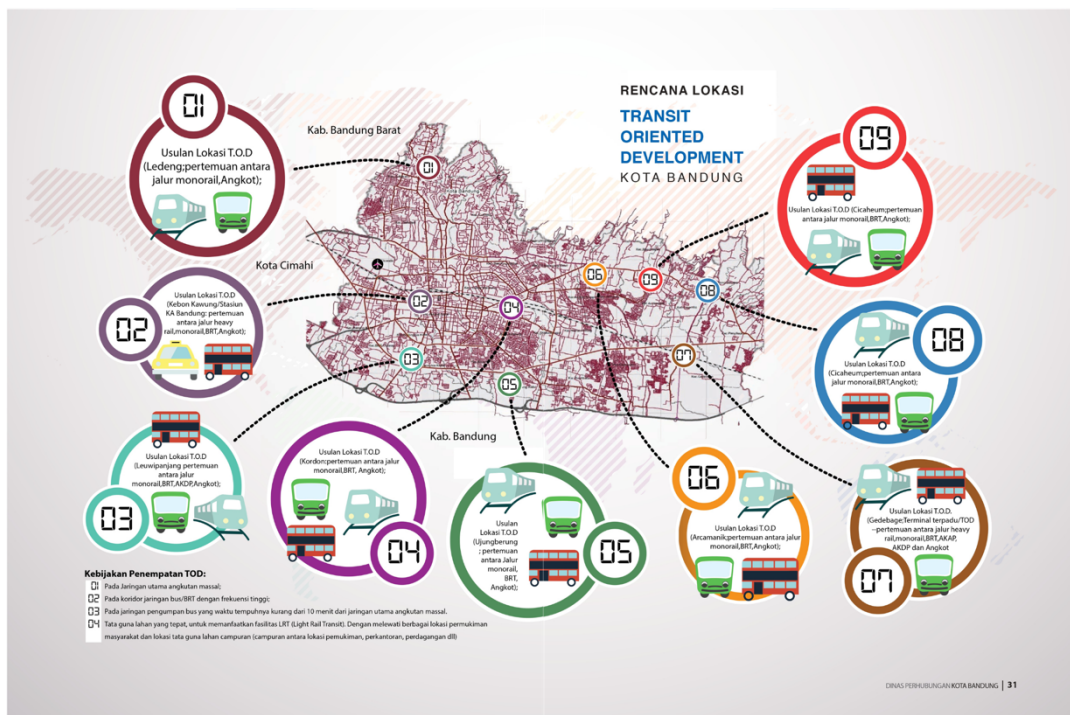 RENCANA LOKASI
TRANSIT
ORIENTED
DEVELOPMENT
KOTA BANDUNG
Kab. Bandung Barat
Kota Cimahi
Kab. Bandung
01
02
03
04
05
06
07
08
09
01
Usulan Lokasi T.O.D
(Ledeng;pertemuan antara
jalur monorail,Angkot);
02
Usulan Lokasi T.O.D
(Kebon Kawung/Stasiun
KA Bandung: pertemuan
antara jalur heavy
rail,monorail,BRT,Angkot);
03
Usulan Lokasi T.O.D
(Leuwipanjang pertemuan
antara jalur
monorail,BRT,AKDP,Angkot);
04
Usulan Lokasi T.O.D
(Kordon:pertemuan antara jalur
monorail,BRT, Angkot);
05
Usulan
Lokasi T.O.D
(Ujungberung
; pertemuan
antara Jalur
monorail,
BRT,
Angkot);
06
Usulan Lokasi T.O.D
(Arcamanik;pertemuan antara jalur
monorail,BRT,Angkot);
07
Usulan Lokasi T.O.D.
(Gedebage;Terminal terpadu/TOD
--pertemuan antara jalur heavy
rail,monorail,BRT,AKAP,
AKDP dan Angkot
08
Usulan Lokasi T.O.D
(Cicaheum;pertemuan antara
jalur monorail,BRT,Angkot);
09
Usulan Lokasi T.O.D (Cicaheum;pertemuan
antara jalur monorail,BRT,Angkot);
Kebijakan Penempatan TOD:
01 Pada Jaringan utama angkutan massal;
02 Pada koridor jaringan bus/BRT dengan frekuensi tinggi;
03 Pada jaringan pengumpan bus yang waktu tempuhnya kurang dari 10 menit dari jaringan utama angkutan massal.
04 Tata guna lahan yang tepat, untuk memanfaatkan fasilitas LRT (Light Rail Transit). Dengan melewati berbagai lokasi permukiman
masyarakat dan lokasi tata guna lahan campuran (campuran antara lokasi pemukiman, perkantoran, perdagangan dll)
DINAS PERHUBUNGAN KOTA BANDUNG | 31